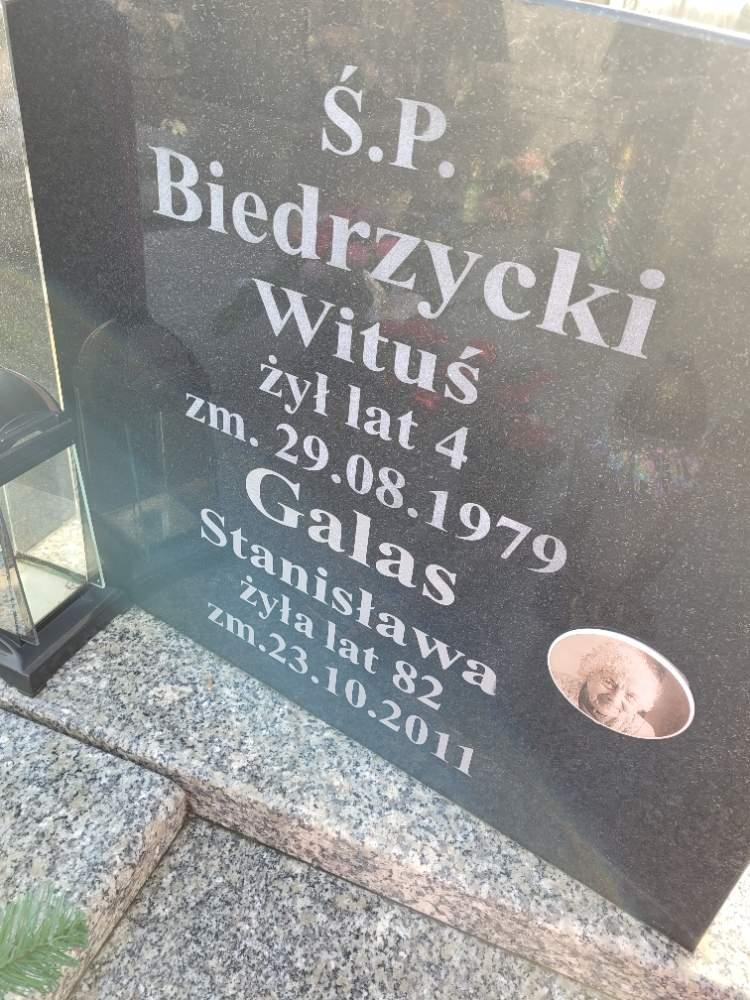 Ś.P.
Biedrzycki
Wituś
żył lat 4
zm. 29.08.1979
Galas
Stanisława
żyła lat 82
zm.23.10.2011